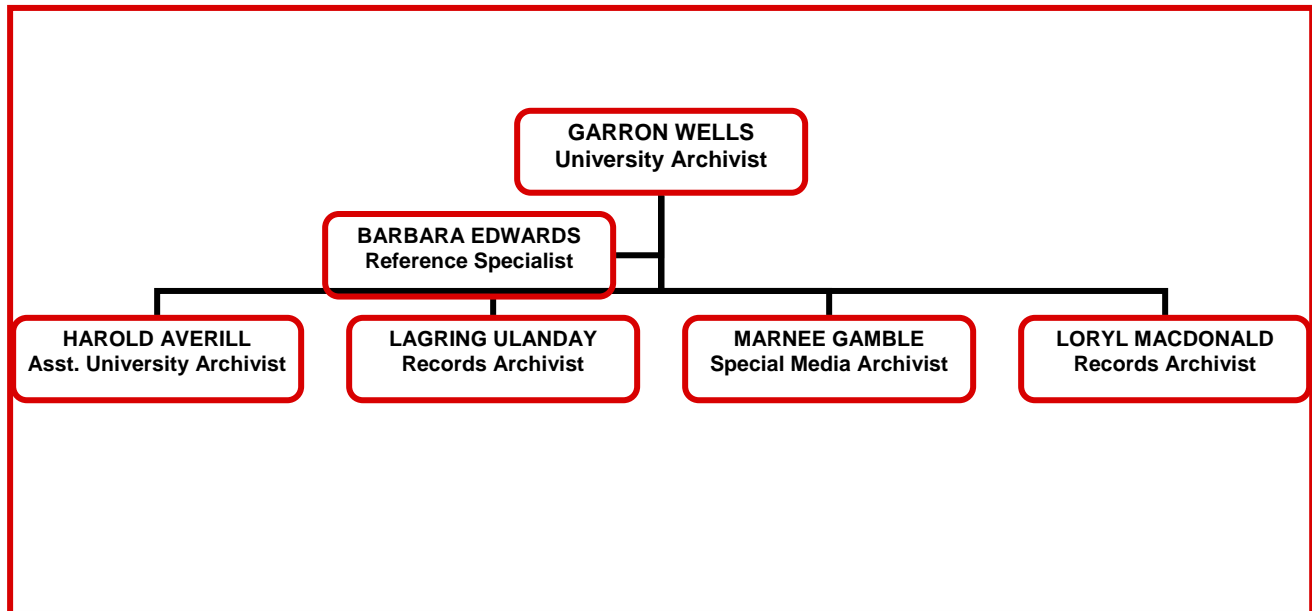 GARRON WELLS
University Archivist
BARBARA EDWARDS
Reference Specialist
HAROLD AVERILL
Asst. University Archivist
LAGRING ULANDAY
Records Archivist
MARNEE GAMBLE
Special Media Archivist
LORYL MACDONALD
Records Archivist